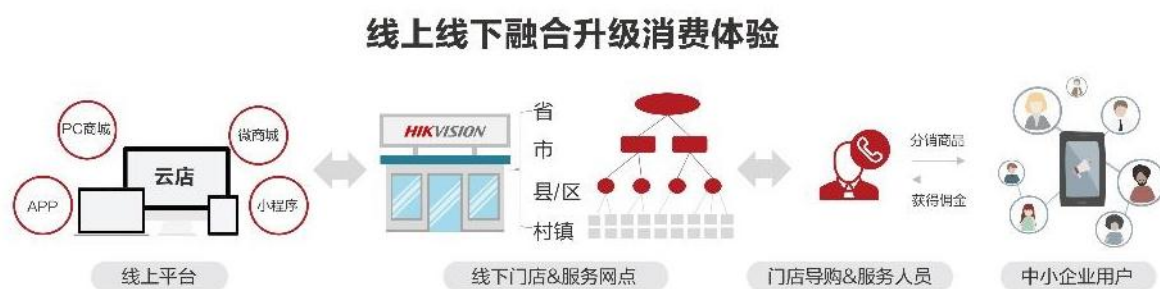 线上线下融合升级消费体验
PC商城
微商城
云店
APP
小程序
HIKVISION
省
市
县/区
村镇
分销商品
获得佣金
线上平台
线下门店&服务网点
门店导购&服务人员
中小企业用户